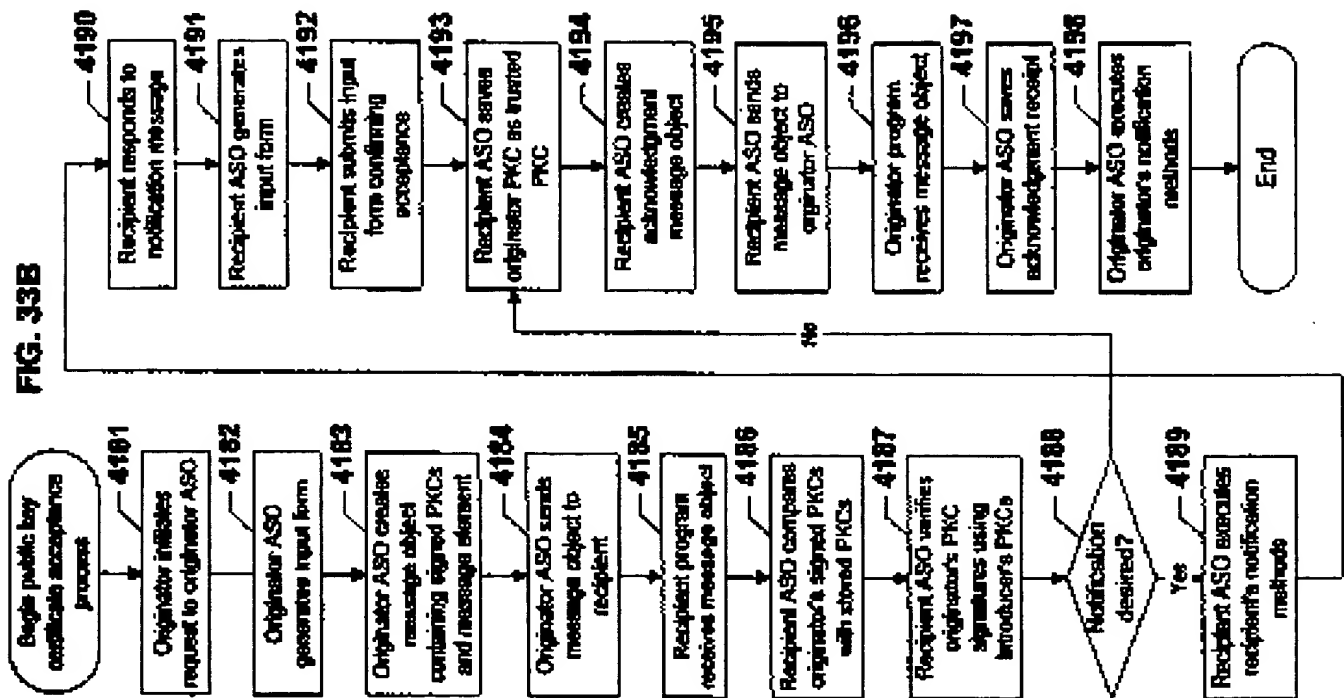 FIG. 33B
Begin public key
certificate acceptance
process
4181
Originator initiates
request to originator ASO
4182
Originator ASO
generates input form
4183
Originator ASO creates
message object
containing signed PKCs
and message element
4184
Originator ASO sends
message object to
recipient
4185
Recipient program
receives message object
4186
Recipient ASO compares
originator's signed PKCs
with stored PKCs
4187
Recipient ASO verifies
originator's PKC
signatures using
introducer's PKCs
4188
Notification
desired?
No
Yes
4189
Recipient ASO executes
recipient's notification
methods
4190
Recipient responds to
notification message
4191
Recipient ASO generates
input form
4192
Recipient submits input
form confirming
acceptance
4193
Recipient ASO saves
originator PKC as trusted
PKC
4194
Recipient ASO creates
acknowledgment
message object
4195
Recipient ASO sends
message object to
originator ASO
4196
Originator program
receives message object
4197
Originator ASO saves
acknowledgment receipt
4198
Originator ASO executes
originator's notification
methods
End